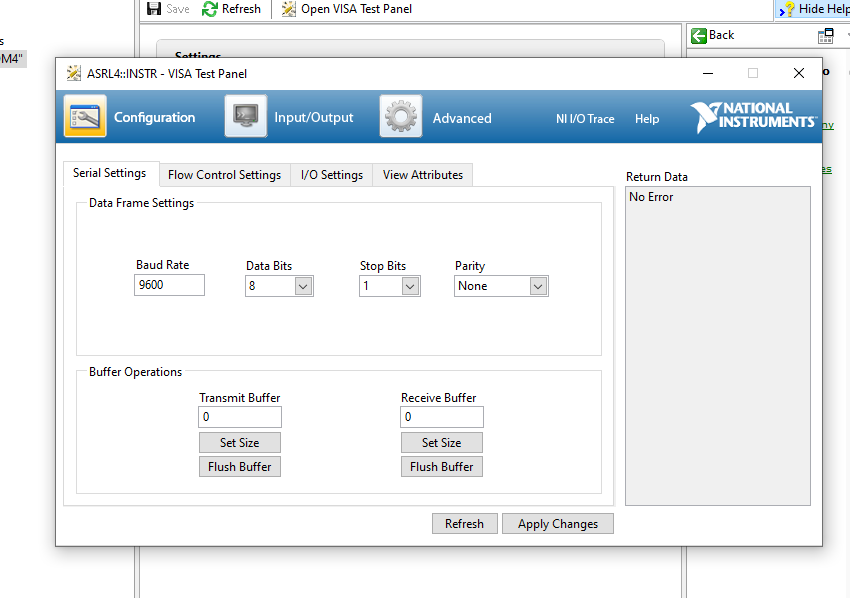 Save Refresh Open VISA Test Panel Hide Help
Back
Settings
s
M4"
ASRL4::INSTR - VISA Test Panel
Configuration Input/Output Advanced NI I/O Trace Help NATIONAL INSTRUMENTS
Serial Settings Flow Control Settings I/O Settings View Attributes
Return Data
No Error
Data Frame Settings
Baud Rate Data Bits Stop Bits Parity
9600 8 1 None
Buffer Operations
Transmit Buffer Receive Buffer
0 0
Set Size Set Size
Flush Buffer Flush Buffer
Refresh Apply Changes